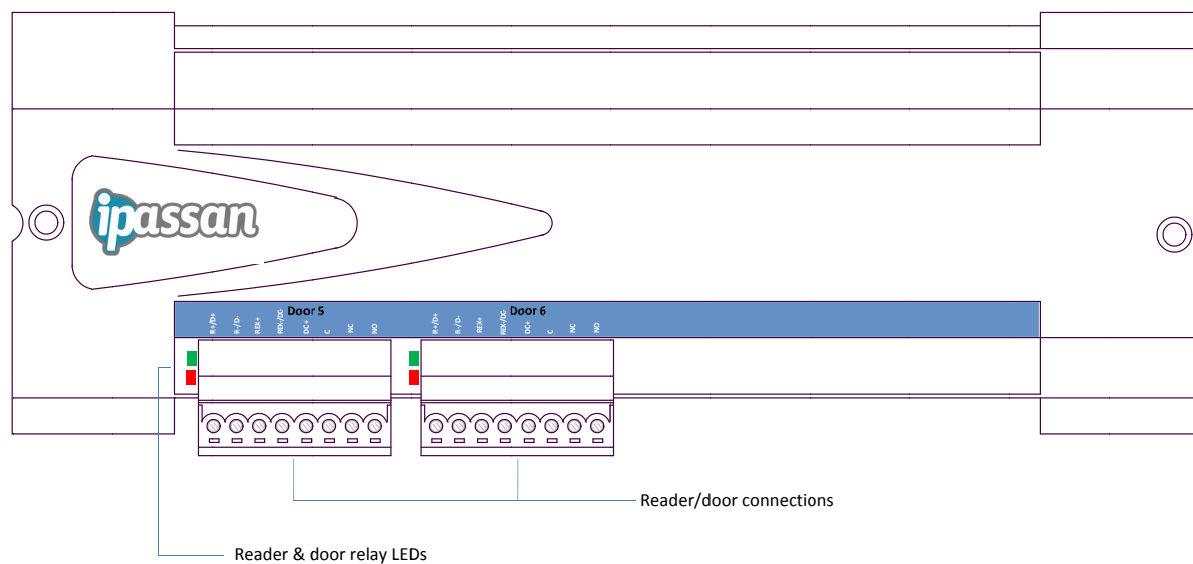 ipassan
Door 5
Door 6
R+/D+
R-/D-
REX+
REX/DC-
DC+
C
NC
NO
R+/D+
R-/D-
REX+
REX/DC-
DC+
C
NC
NO
Reader/door connections
Reader & door relay LEDs